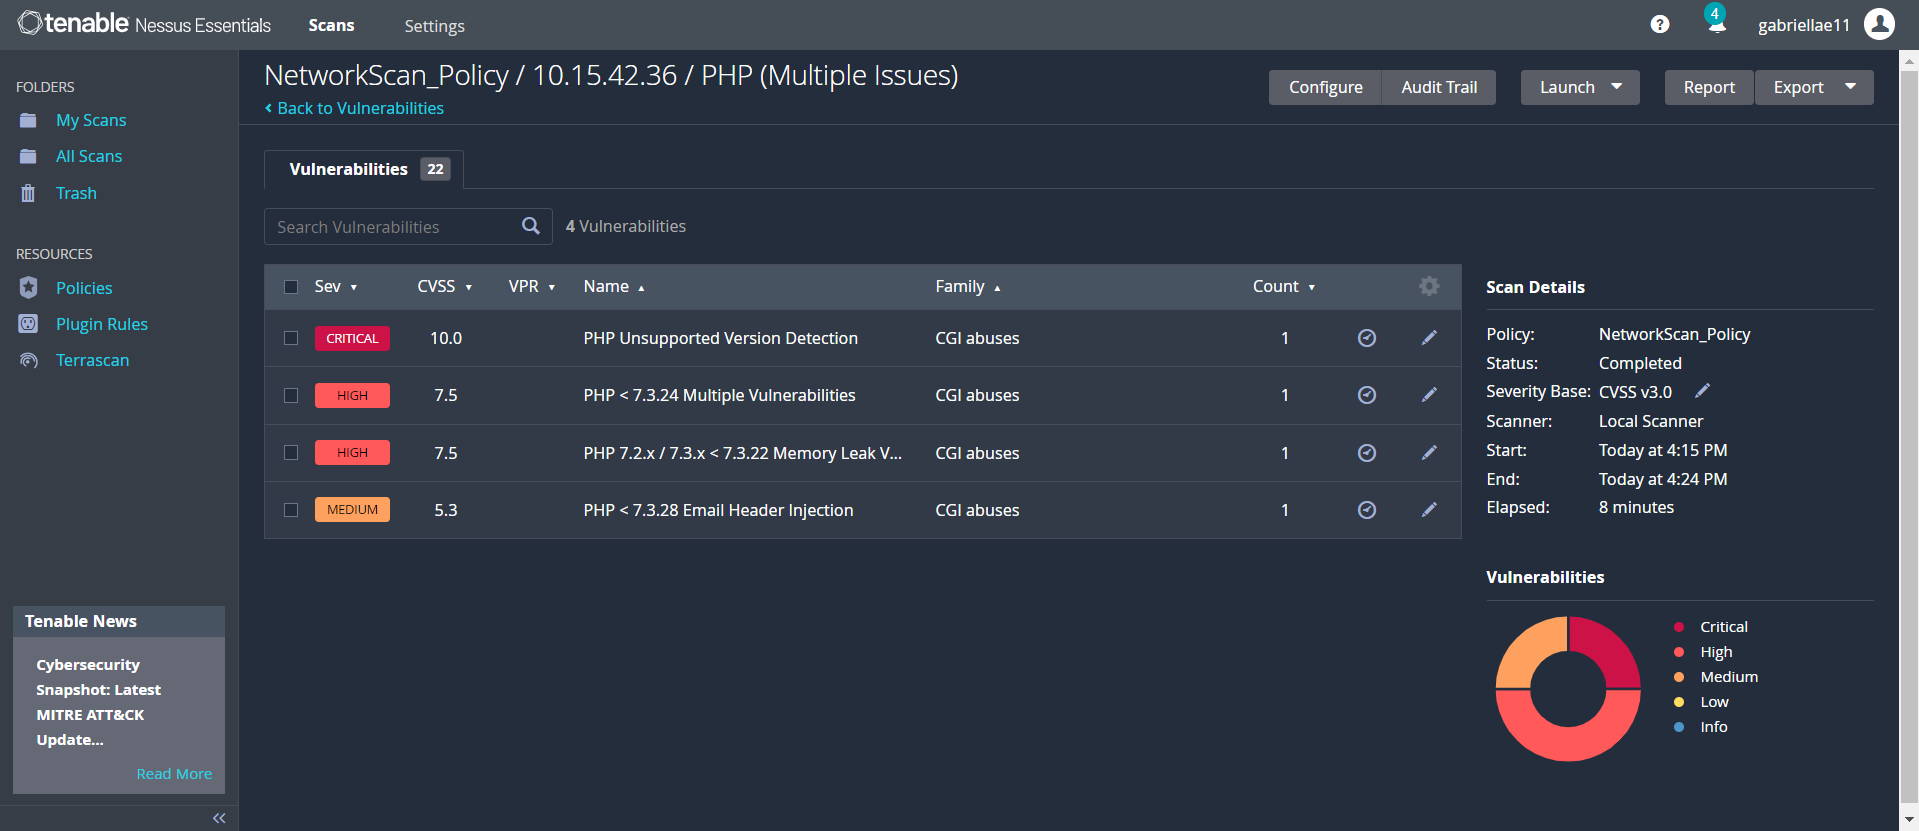 tenable Nessus Essentials
Scans
Settings
4
gabriellae11
FOLDERS
My Scans
All Scans
Trash
RESOURCES
Policies
Plugin Rules
Terrascan
Tenable News
Cybersecurity
Snapshot: Latest
MITRE ATT&CK
Update...
Read More
NetworkScan_Policy / 10.15.42.36 / PHP (Multiple Issues)
Back to Vulnerabilities
Configure
Audit Trail
Launch
Report
Export
Vulnerabilities 22
Search Vulnerabilities
4 Vulnerabilities
Sev CVSS VPR Name Family Count
CRITICAL 10.0 PHP Unsupported Version Detection CGI abuses 1
HIGH 7.5 PHP < 7.3.24 Multiple Vulnerabilities CGI abuses 1
HIGH 7.5 PHP 7.2.x / 7.3.x < 7.3.22 Memory Leak V... CGI abuses 1
MEDIUM 5.3 PHP < 7.3.28 Email Header Injection CGI abuses 1
Scan Details
Policy: NetworkScan_Policy
Status: Completed
Severity Base: CVSS v3.0
Scanner: Local Scanner
Start: Today at 4:15 PM
End: Today at 4:24 PM
Elapsed: 8 minutes
Vulnerabilities
Critical
High
Medium
Low
Info